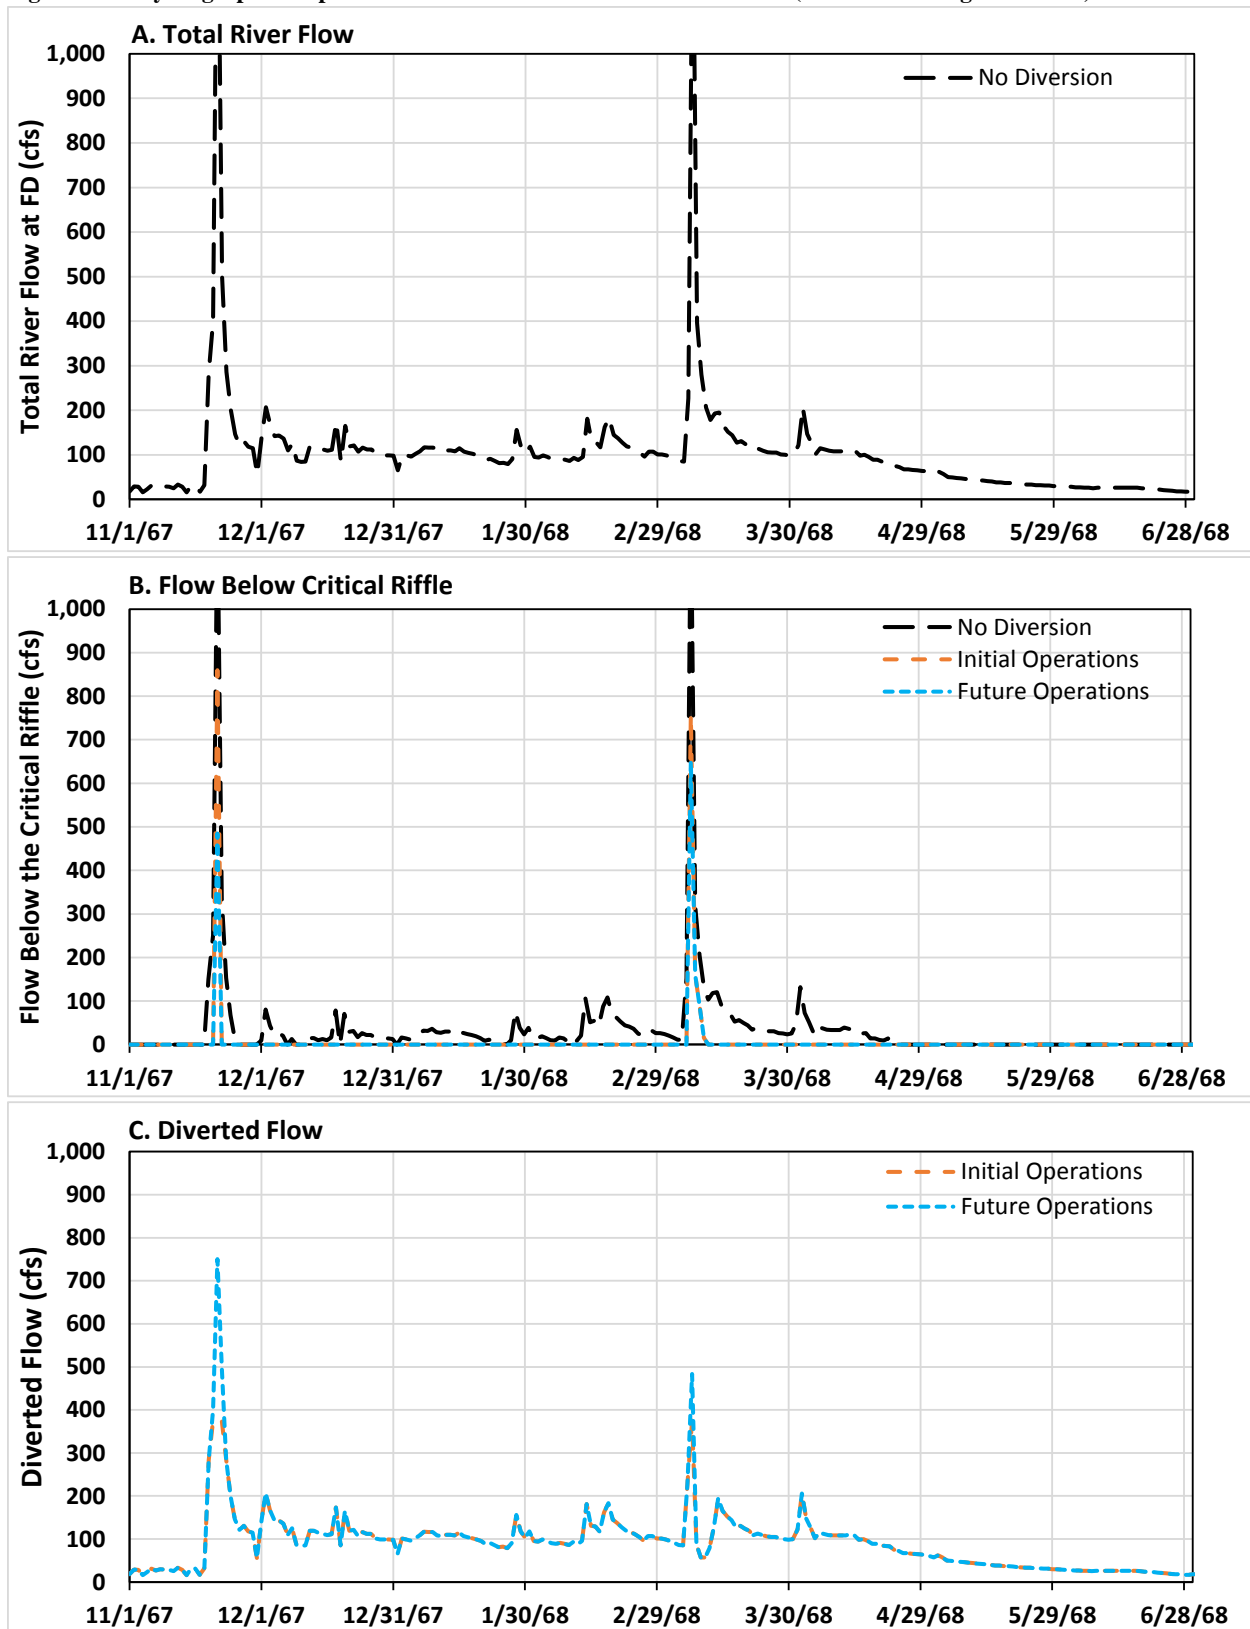 A. Total River Flow
1,000
900
800
700
600
500
400
300
200
100
0
Total River Flow at FD (cfs)
No Diversion
11/1/67 12/1/67 12/31/67 1/30/68 2/29/68 3/30/68 4/29/68 5/29/68 6/28/68
B. Flow Below Critical Riffle
1,000
900
800
700
600
500
400
300
200
100
0
Flow Below the Critical Riffle (cfs)
No Diversion
Initial Operations
Future Operations
11/1/67 12/1/67 12/31/67 1/30/68 2/29/68 3/30/68 4/29/68 5/29/68 6/28/68
C. Diverted Flow
1,000
900
800
700
600
500
400
300
200
100
0
Diverted Flow (cfs)
Initial Operations
Future Operations
11/1/67 12/1/67 12/31/67 1/30/68 2/29/68 3/30/68 4/29/68 5/29/68 6/28/68